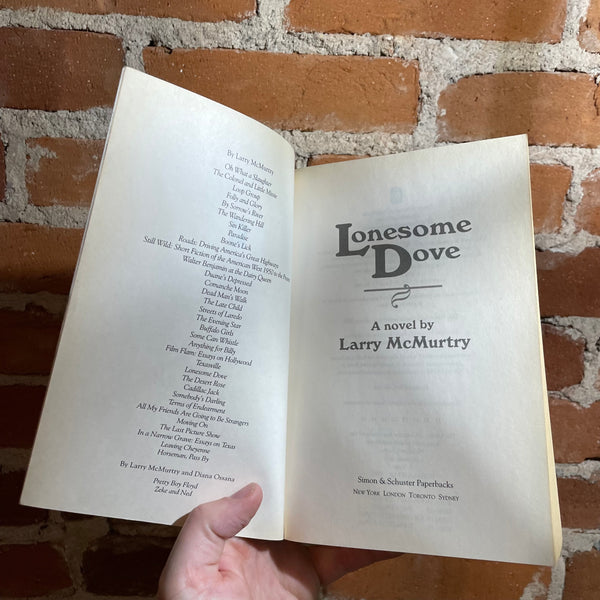 By Larry McMurtry
Oh What a Slaughter
The Colonel and Little Missie
Loop Group
Folly and Glory
By Sorrow's River
The Wandering Hill
Sin Killer
Paradise
Boone's Lick
Roads: Driving America's Great Highways
Still Wild: Short Fiction of the American West 1950 to the Present
Walter Benjamin at the Dairy Queen
Duane's Depressed
Comanche Moon
Dead Man's Walk
The Late Child
Streets of Laredo
The Evening Star
Buffalo Girls
Some Can Whistle
Anything for Billy
Film Flam: Essays on Hollywood
Texasville
Lonesome Dove
The Desert Rose
Cadillac Jack
Somebody's Darling
Terms of Endearment
All My Friends Are Going to Be Strangers
Moving On
The Last Picture Show
In a Narrow Grave: Essays on Texas
Leaving Cheyenne
Horseman, Pass By
By Larry McMurtry and Diana Ossana
Pretty Boy Floyd
Zeke and Ned
Lonesome
Dove
A novel by
Larry McMurtry
Simon & Schuster Paperbacks
New York London Toronto Sydney